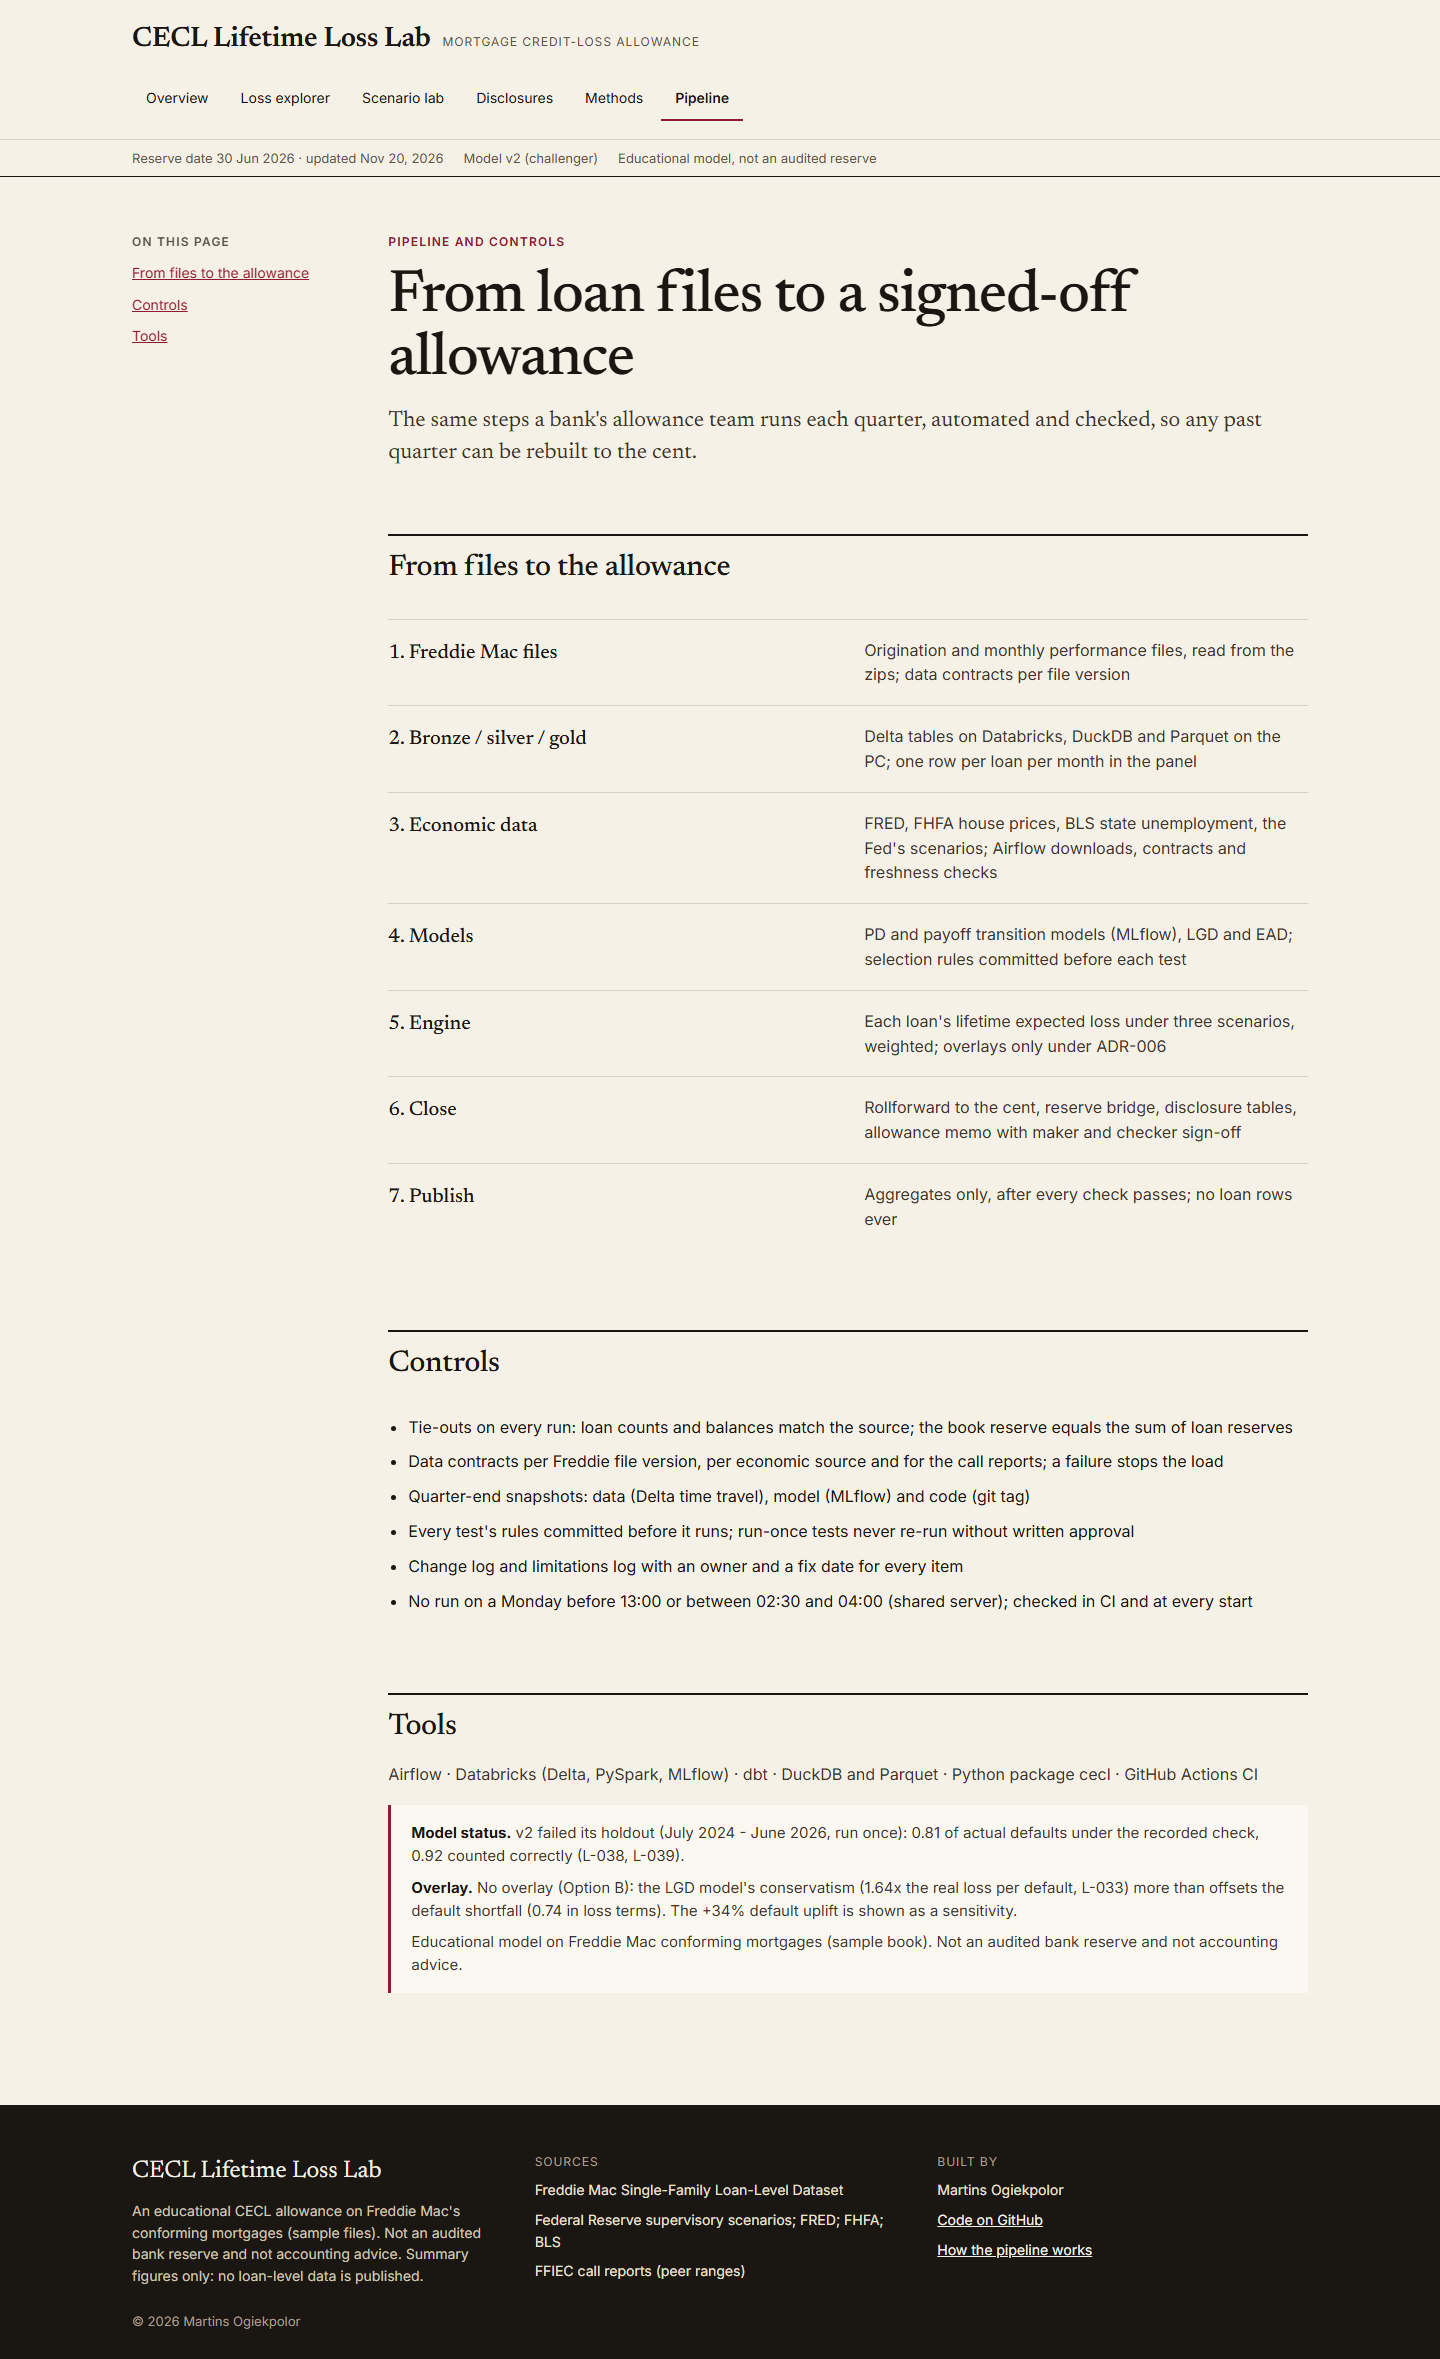 CECL Lifetime Loss Lab MORTGAGE CREDIT-LOSS ALLOWANCE
Overview Loss explorer Scenario lab Disclosures Methods Pipeline
Reserve date 30 Jun 2026 · updated Nov 20, 2026 Model v2 (challenger) Educational model, not an audited reserve
ON THIS PAGE
From files to the allowance
Controls
Tools
PIPELINE AND CONTROLS
From loan files to a signed-off
allowance
The same steps a bank's allowance team runs each quarter, automated and checked, so any past
quarter can be rebuilt to the cent.
From files to the allowance
1. Freddie Mac files
Origination and monthly performance files, read from the
zips; data contracts per file version
2. Bronze / silver / gold
Delta tables on Databricks, DuckDB and Parquet on the
PC; one row per loan per month in the panel
3. Economic data
FRED, FHFA house prices, BLS state unemployment, the
Fed's scenarios; Airflow downloads, contracts and
freshness checks
4. Models
PD and payoff transition models (MLflow), LGD and EAD;
selection rules committed before each test
5. Engine
Each loan's lifetime expected loss under three scenarios,
weighted; overlays only under ADR-006
6. Close
Rollforward to the cent, reserve bridge, disclosure tables,
allowance memo with maker and checker sign-off
7. Publish
Aggregates only, after every check passes; no loan rows
ever
Controls
• Tie-outs on every run: loan counts and balances match the source; the book reserve equals the sum of loan reserves
• Data contracts per Freddie file version, per economic source and for the call reports; a failure stops the load
• Quarter-end snapshots: data (Delta time travel), model (MLflow) and code (git tag)
• Every test's rules committed before it runs; run-once tests never re-run without written approval
• Change log and limitations log with an owner and a fix date for every item
• No run on a Monday before 13:00 or between 02:30 and 04:00 (shared server); checked in CI and at every start
Tools
Airflow · Databricks (Delta, PySpark, MLflow) · dbt · DuckDB and Parquet · Python package cecl · GitHub Actions CI
Model status. v2 failed its holdout (July 2024 - June 2026, run once): 0.81 of actual defaults under the recorded check,
0.92 counted correctly (L-038, L-039).
Overlay. No overlay (Option B): the LGD model's conservatism (1.64x the real loss per default, L-033) more than offsets the
default shortfall (0.74 in loss terms). The +34% default uplift is shown as a sensitivity.
Educational model on Freddie Mac conforming mortgages (sample book). Not an audited bank reserve and not accounting
advice.
CECL Lifetime Loss Lab
An educational CECL allowance on Freddie Mac's
conforming mortgages (sample files). Not an audited
bank reserve and not accounting advice. Summary
figures only: no loan-level data is published.
© 2026 Martins Ogiekpolor
SOURCES
Freddie Mac Single-Family Loan-Level Dataset
Federal Reserve supervisory scenarios; FRED; FHFA;
BLS
FFIEC call reports (peer ranges)
BUILT BY
Martins Ogiekpolor
Code on GitHub
How the pipeline works